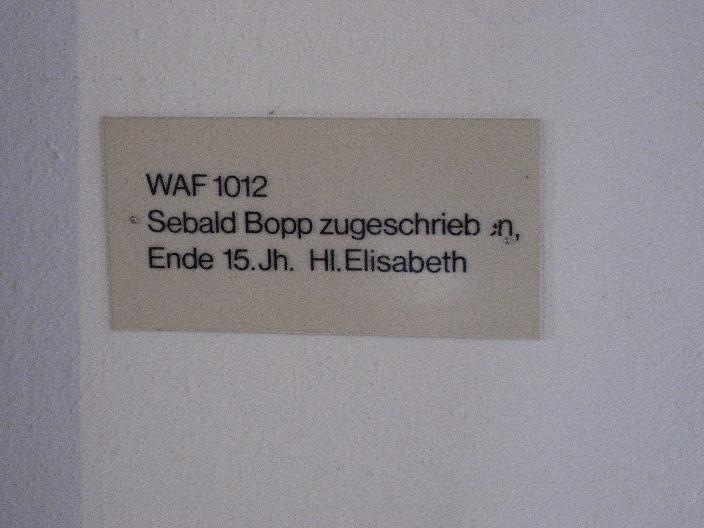 WAF 1012
Sebald Bopp zugeschrieben,
Ende 15. Jh. Hl. Elisabeth